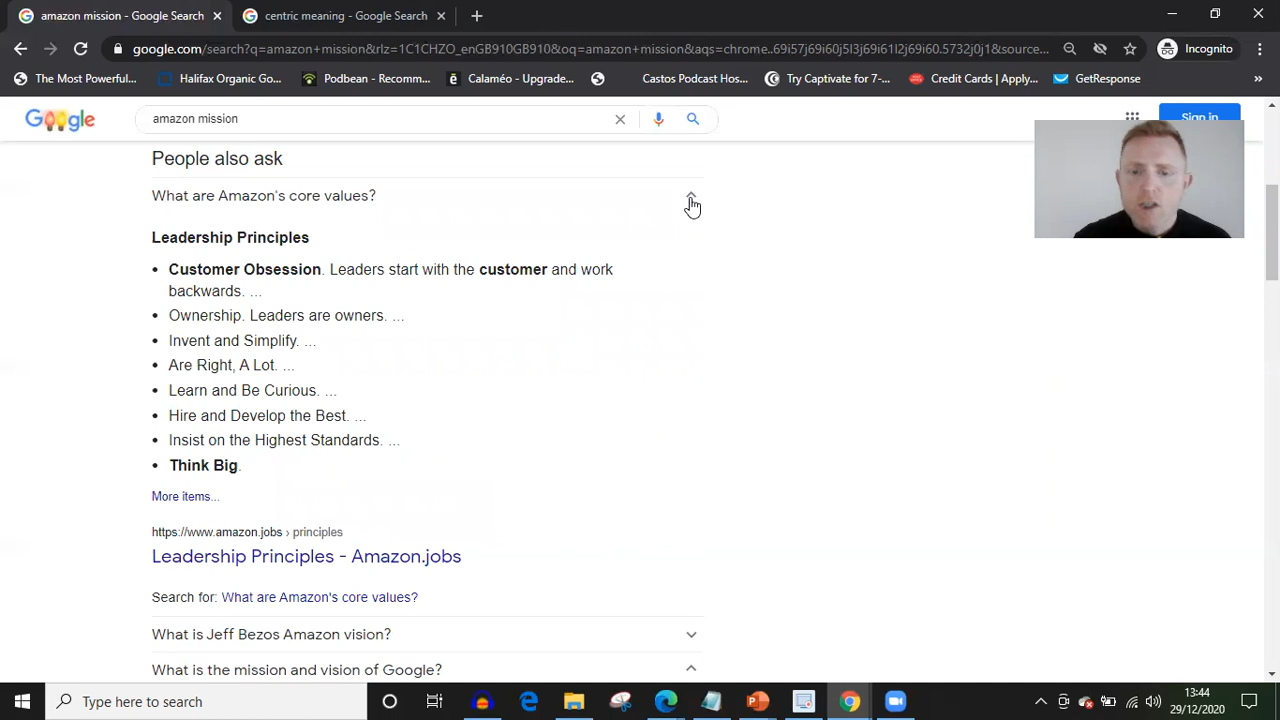 amazon mission - Google Search
centric meaning - Google Search
google.com/search?q=amazon+mission&rlz=1C1CHZO_enGB910GB910&oq=amazon+mission&aqs=chrome..69i57j69i60j5l3j69i61l2j69i60.5732j0j1&source...
Incognito
The Most Powerful...
Halifax Organic Go...
Podbean - Recomm...
Calaméo - Upgrade...
Castos Podcast Hos...
Try Captivate for 7-...
Credit Cards | Apply...
GetResponse
»
Google
amazon mission
Sign in
People also ask
What are Amazon's core values?
Leadership Principles
• Customer Obsession. Leaders start with the customer and work
backwards. ...
• Ownership. Leaders are owners. ...
• Invent and Simplify. ...
• Are Right, A Lot. ...
• Learn and Be Curious. ...
• Hire and Develop the Best. ...
• Insist on the Highest Standards. ...
• Think Big.
More items...
https://www.amazon.jobs › principles
Leadership Principles - Amazon.jobs
Search for: What are Amazon's core values?
What is Jeff Bezos Amazon vision?
What is the mission and vision of Google?
Type here to search
13:44
29/12/2020